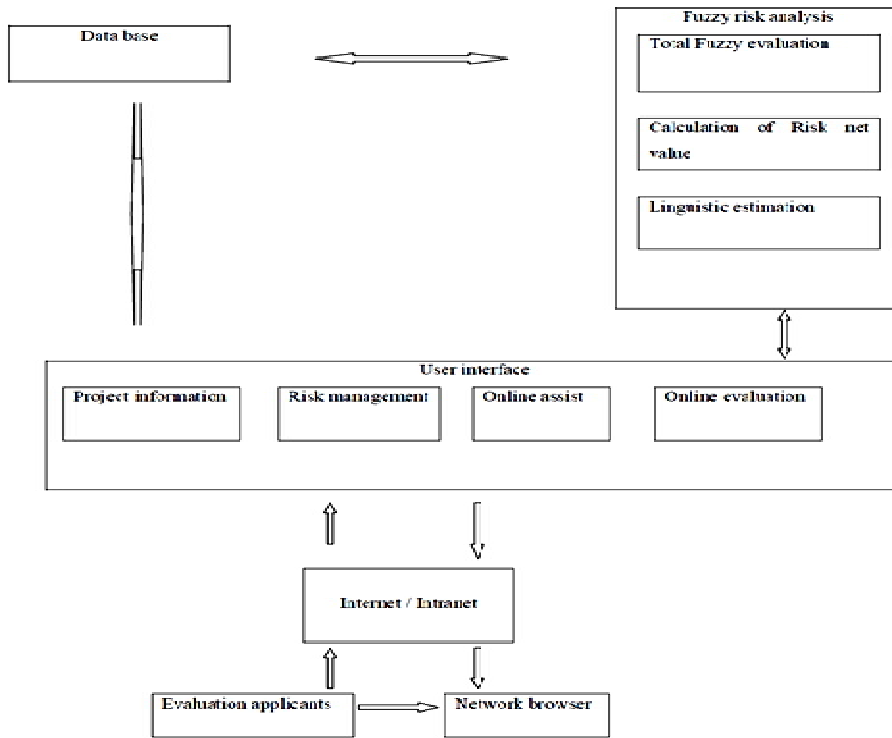 Data base
Fuzzy risk analysis
Total Fuzzy evaluation
Calculation of Risk net
value
Linguistic estimation
User interface
Project information
Risk management
Online assist
Online evaluation
Internet / Intranet
Evaluation applicants
Network browser